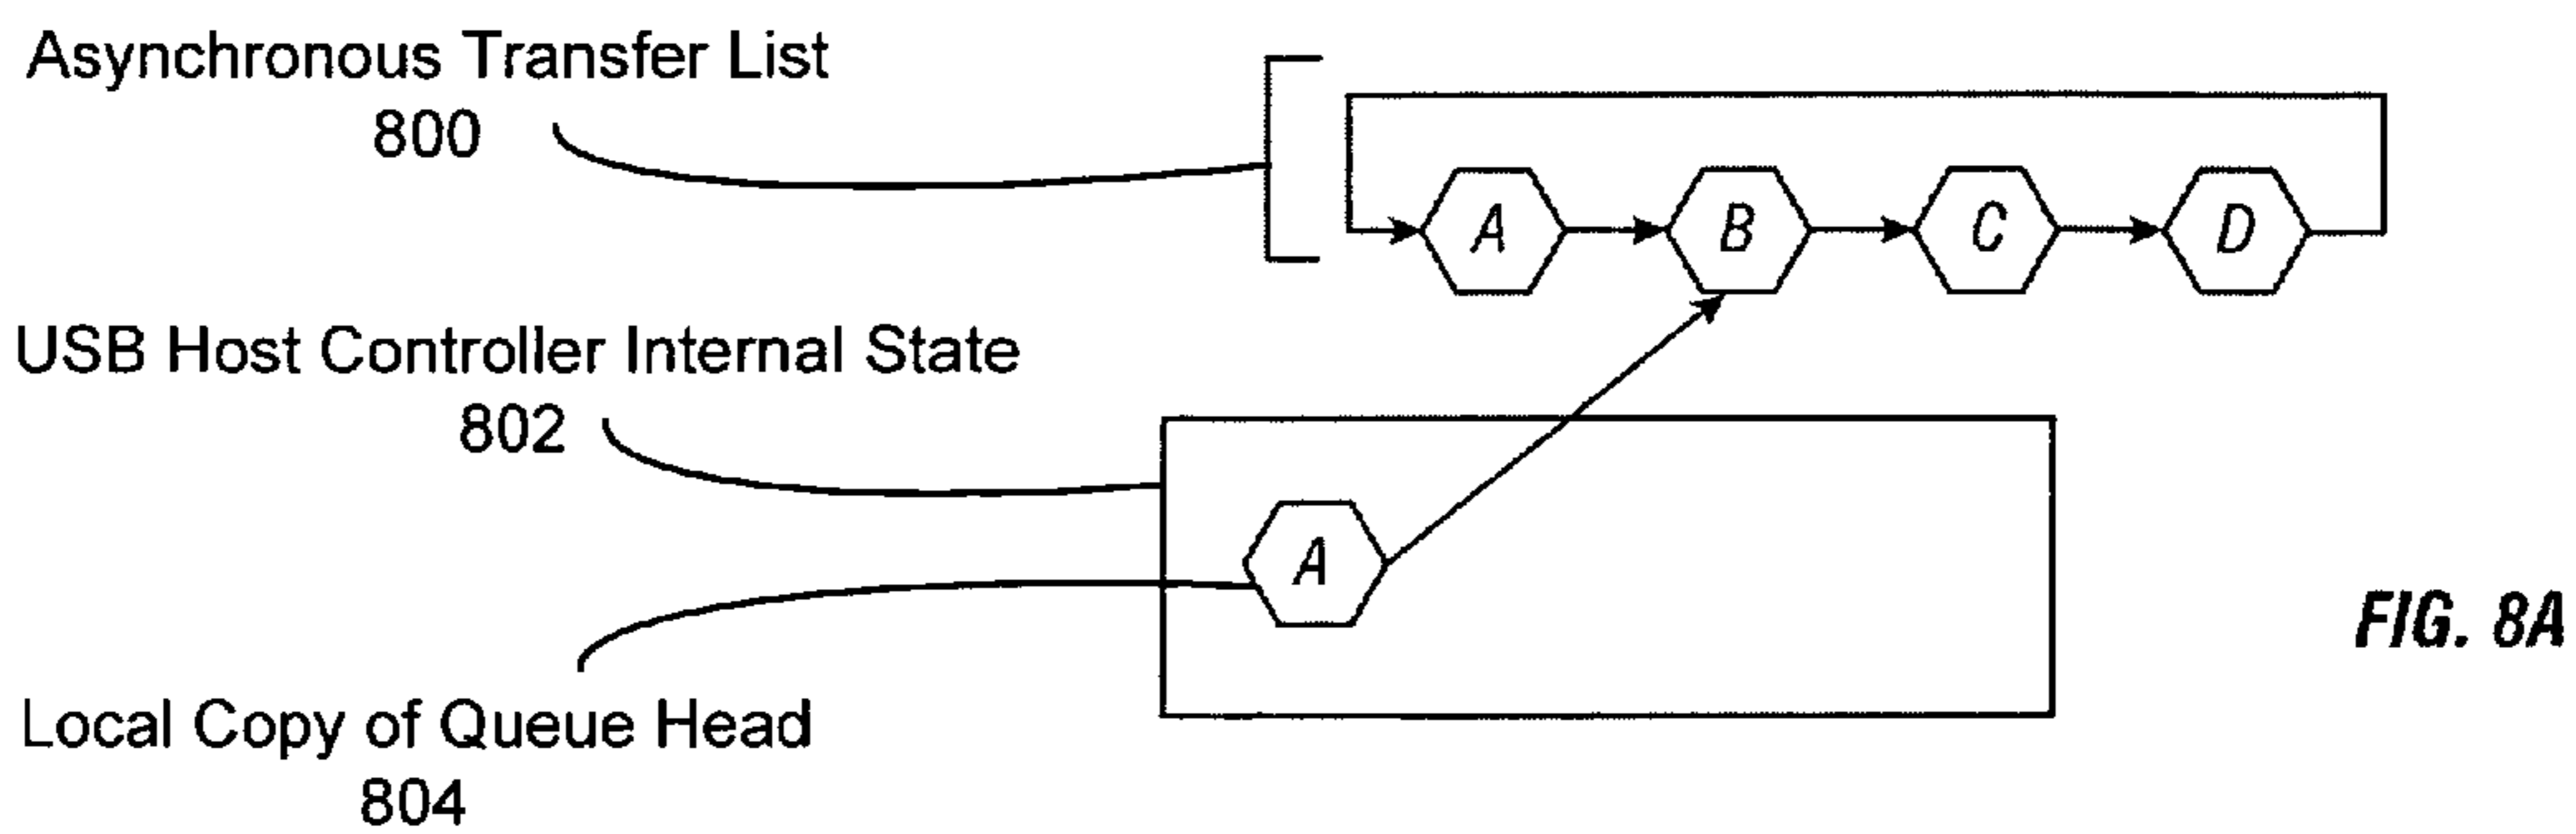 Asynchronous Transfer List
800
A B C D
USB Host Controller Internal State
802
A
FIG. 8A
Local Copy of Queue Head
804